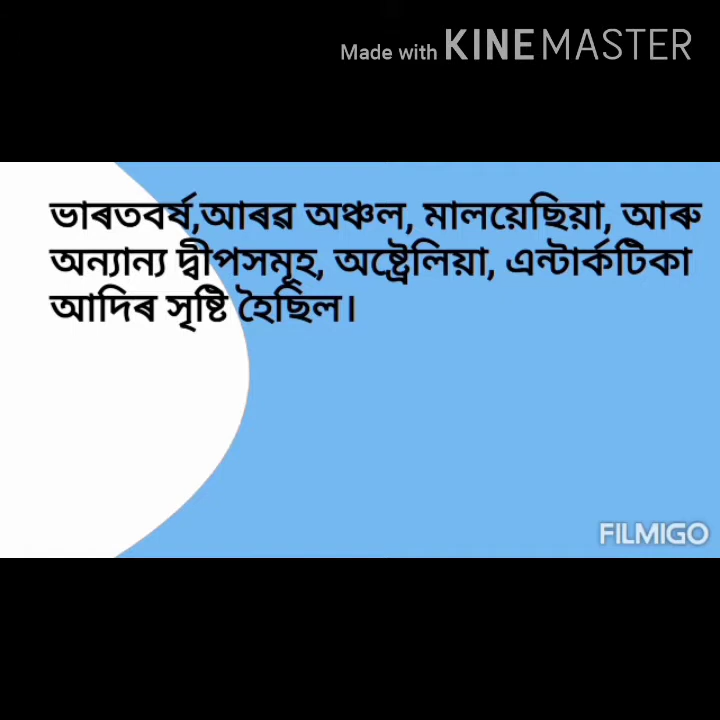 Made with KINEMASTER
ভাৰতবৰ্ষ,আৰৱ অঞ্চল, মালয়েছিয়া, আৰু
অন্যান্য দ্বীপসমূহ, অষ্ট্ৰেলিয়া, এন্টাৰ্কটিকা
আদিৰ সৃষ্টি হৈছিল।
FILMIGO